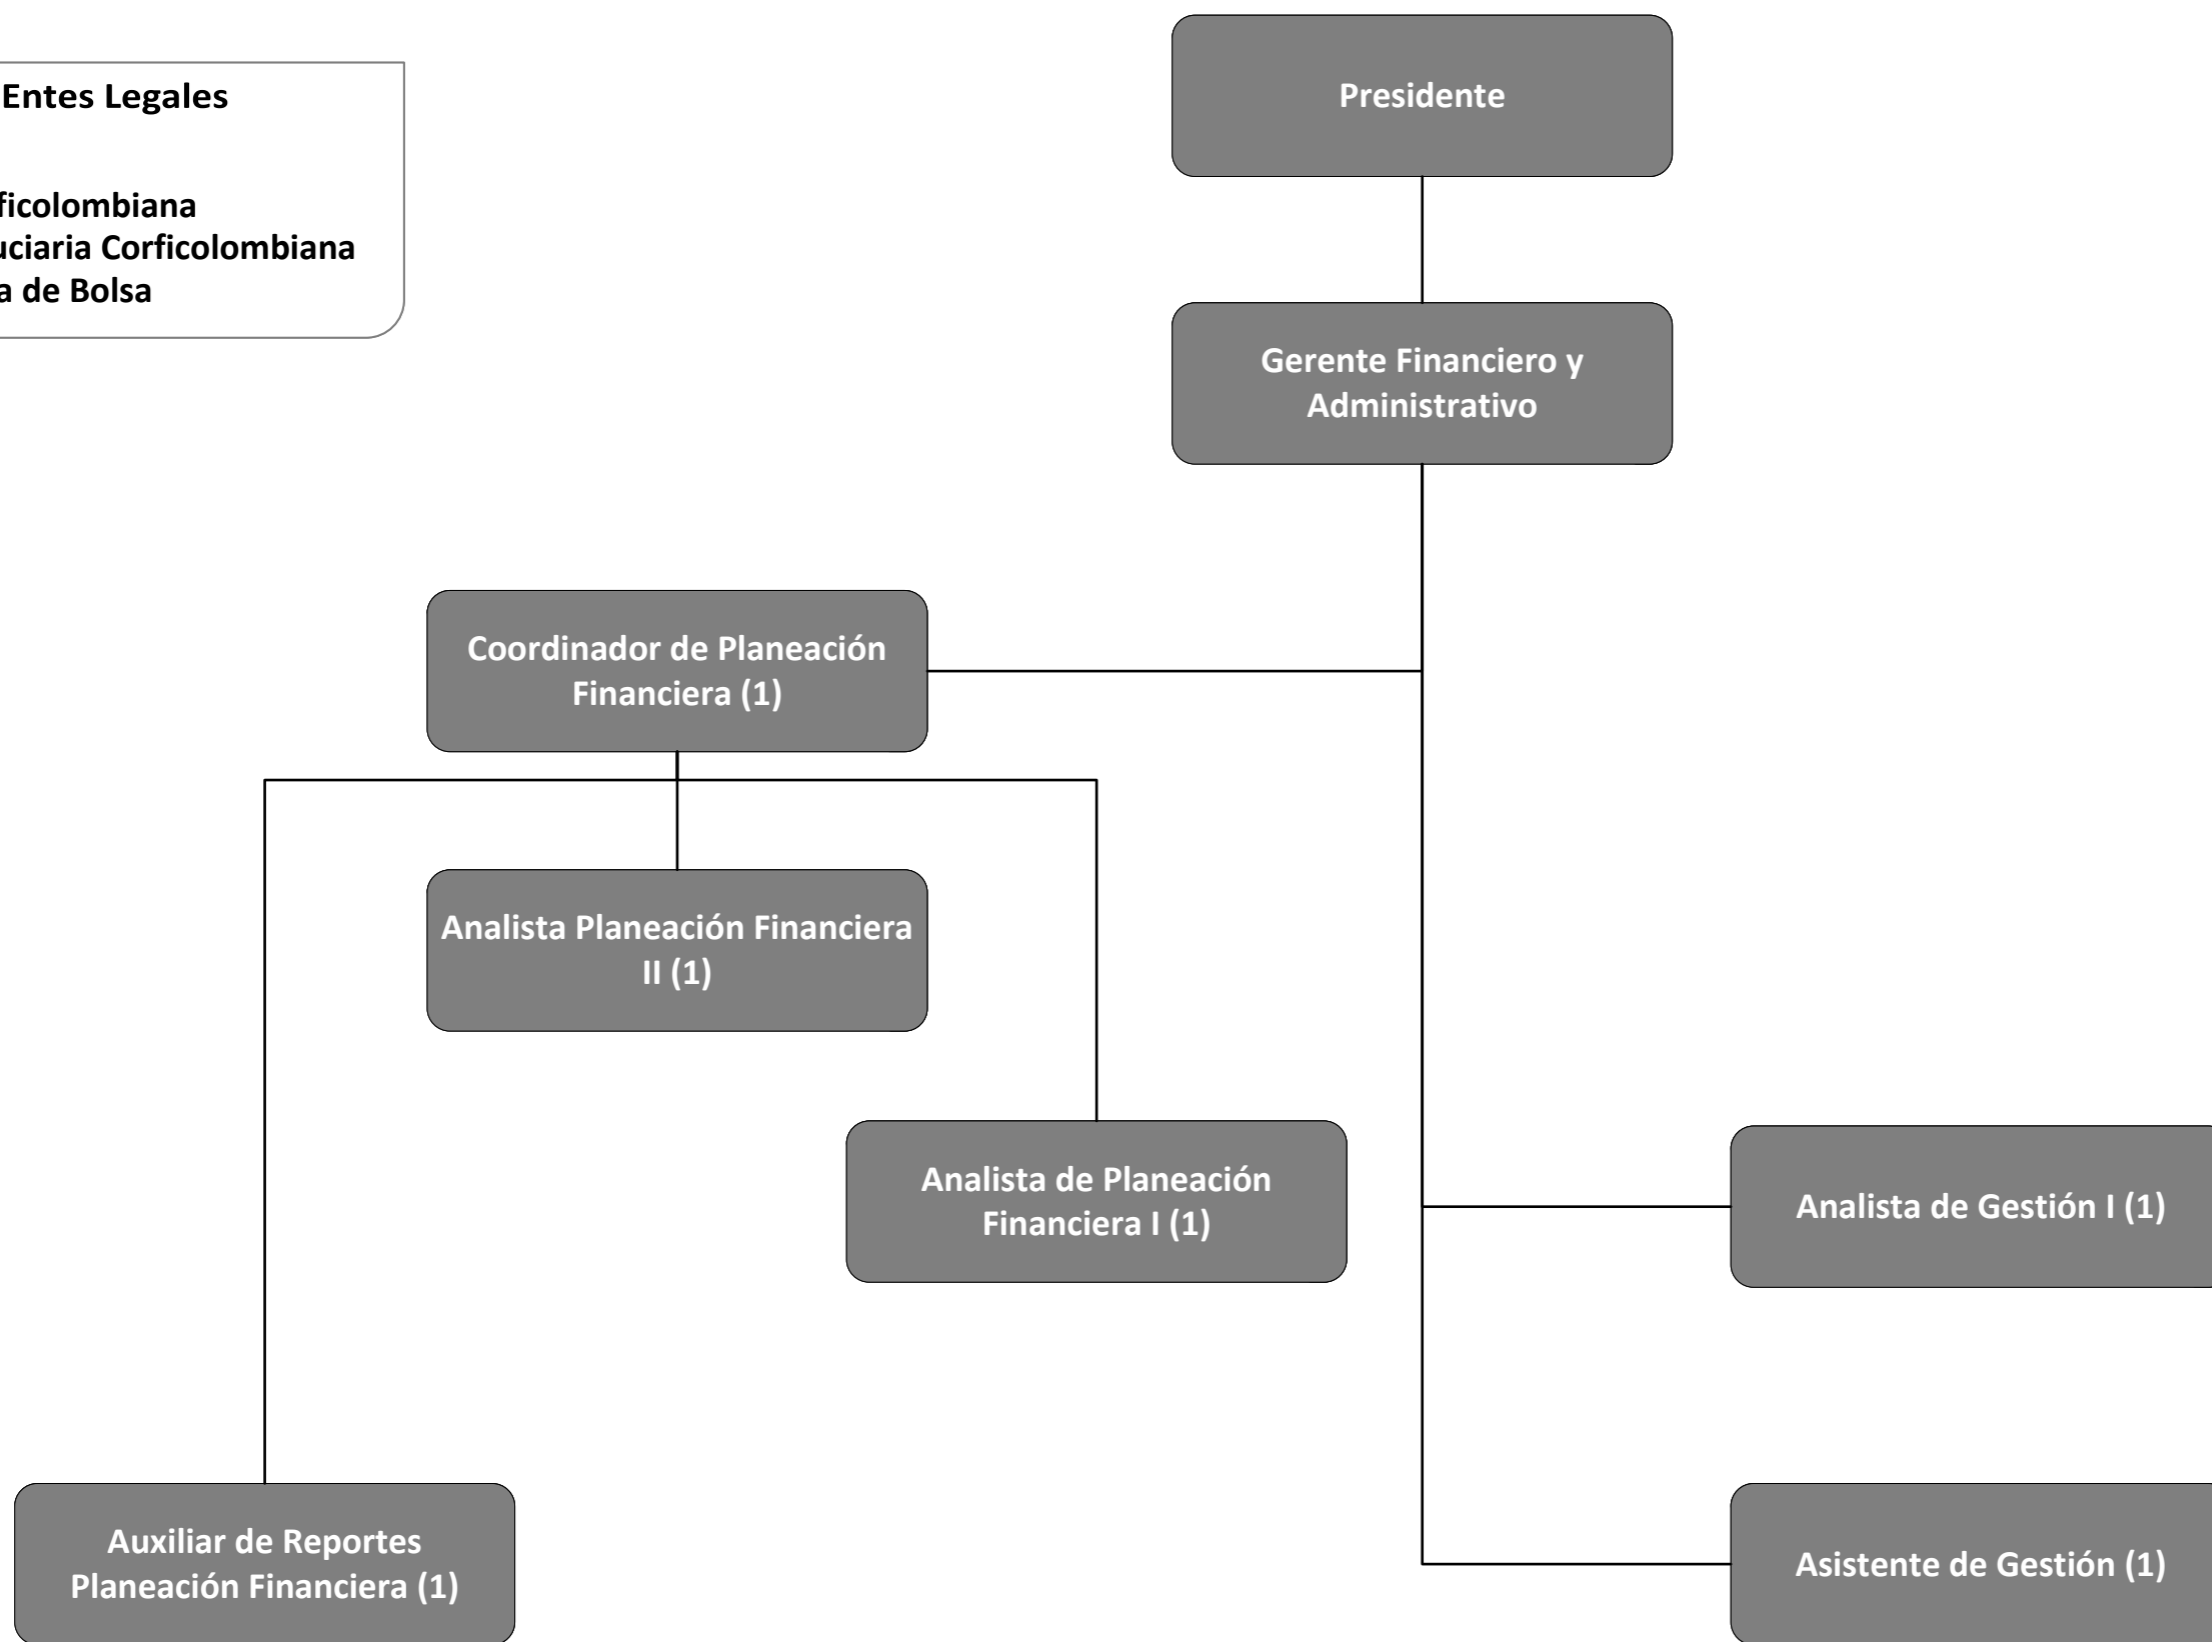 Entes Legales
Presidente
de Bolsa
Corficolombiana
Gerente Financiero y
Administrativo
Coordinador de Planeación
Financiera (1)
Analista Planeación Financiera
II (1)
Analista de Planeación
Financiera I (1)
Analista de Gestión I (1)
Auxiliar de Reportes
Planeación Financiera (1)
Asistente de Gestión (1)